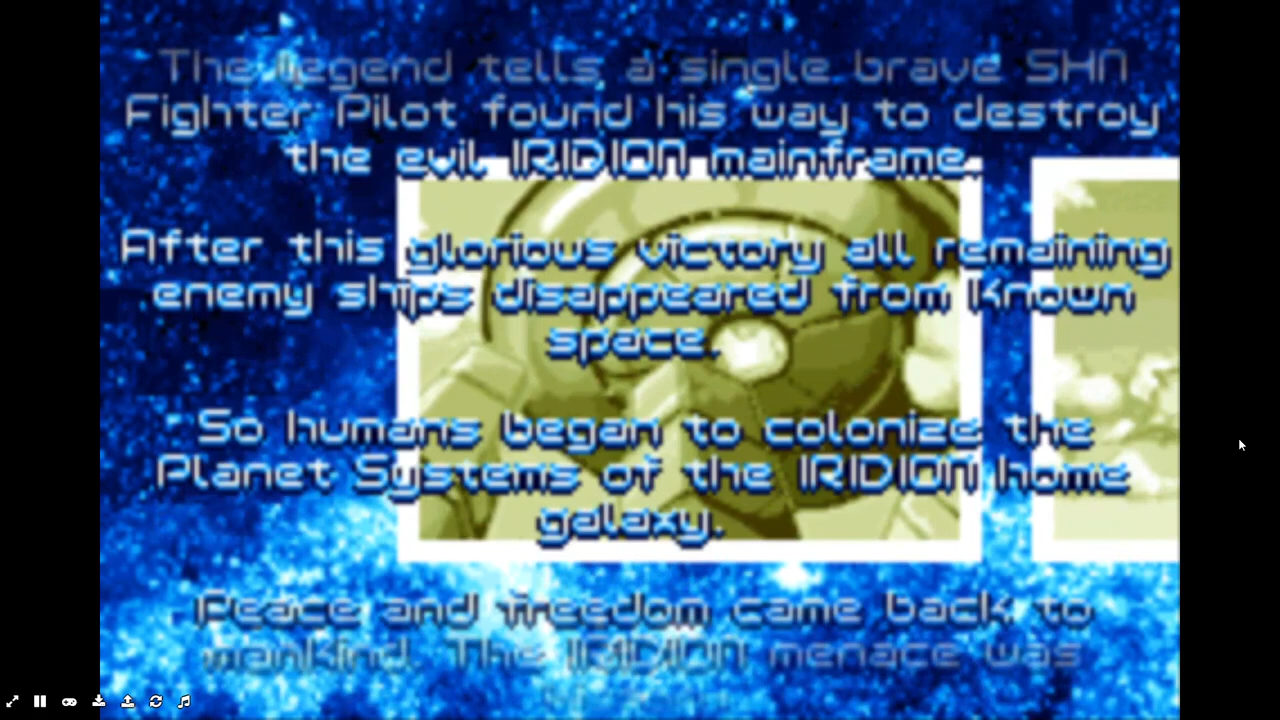 The legend tells a single brave SHN
Fighter Pilot found his way to destroy
the evil IRIDION mainframe.
After this glorious victory all remaining
enemy ships disappeared from known
space.
So humans began to colonize the
Planet Systems of the IRIDION home
galaxy.
Peace and freedom came back to
mankind. The IRIDION menace was